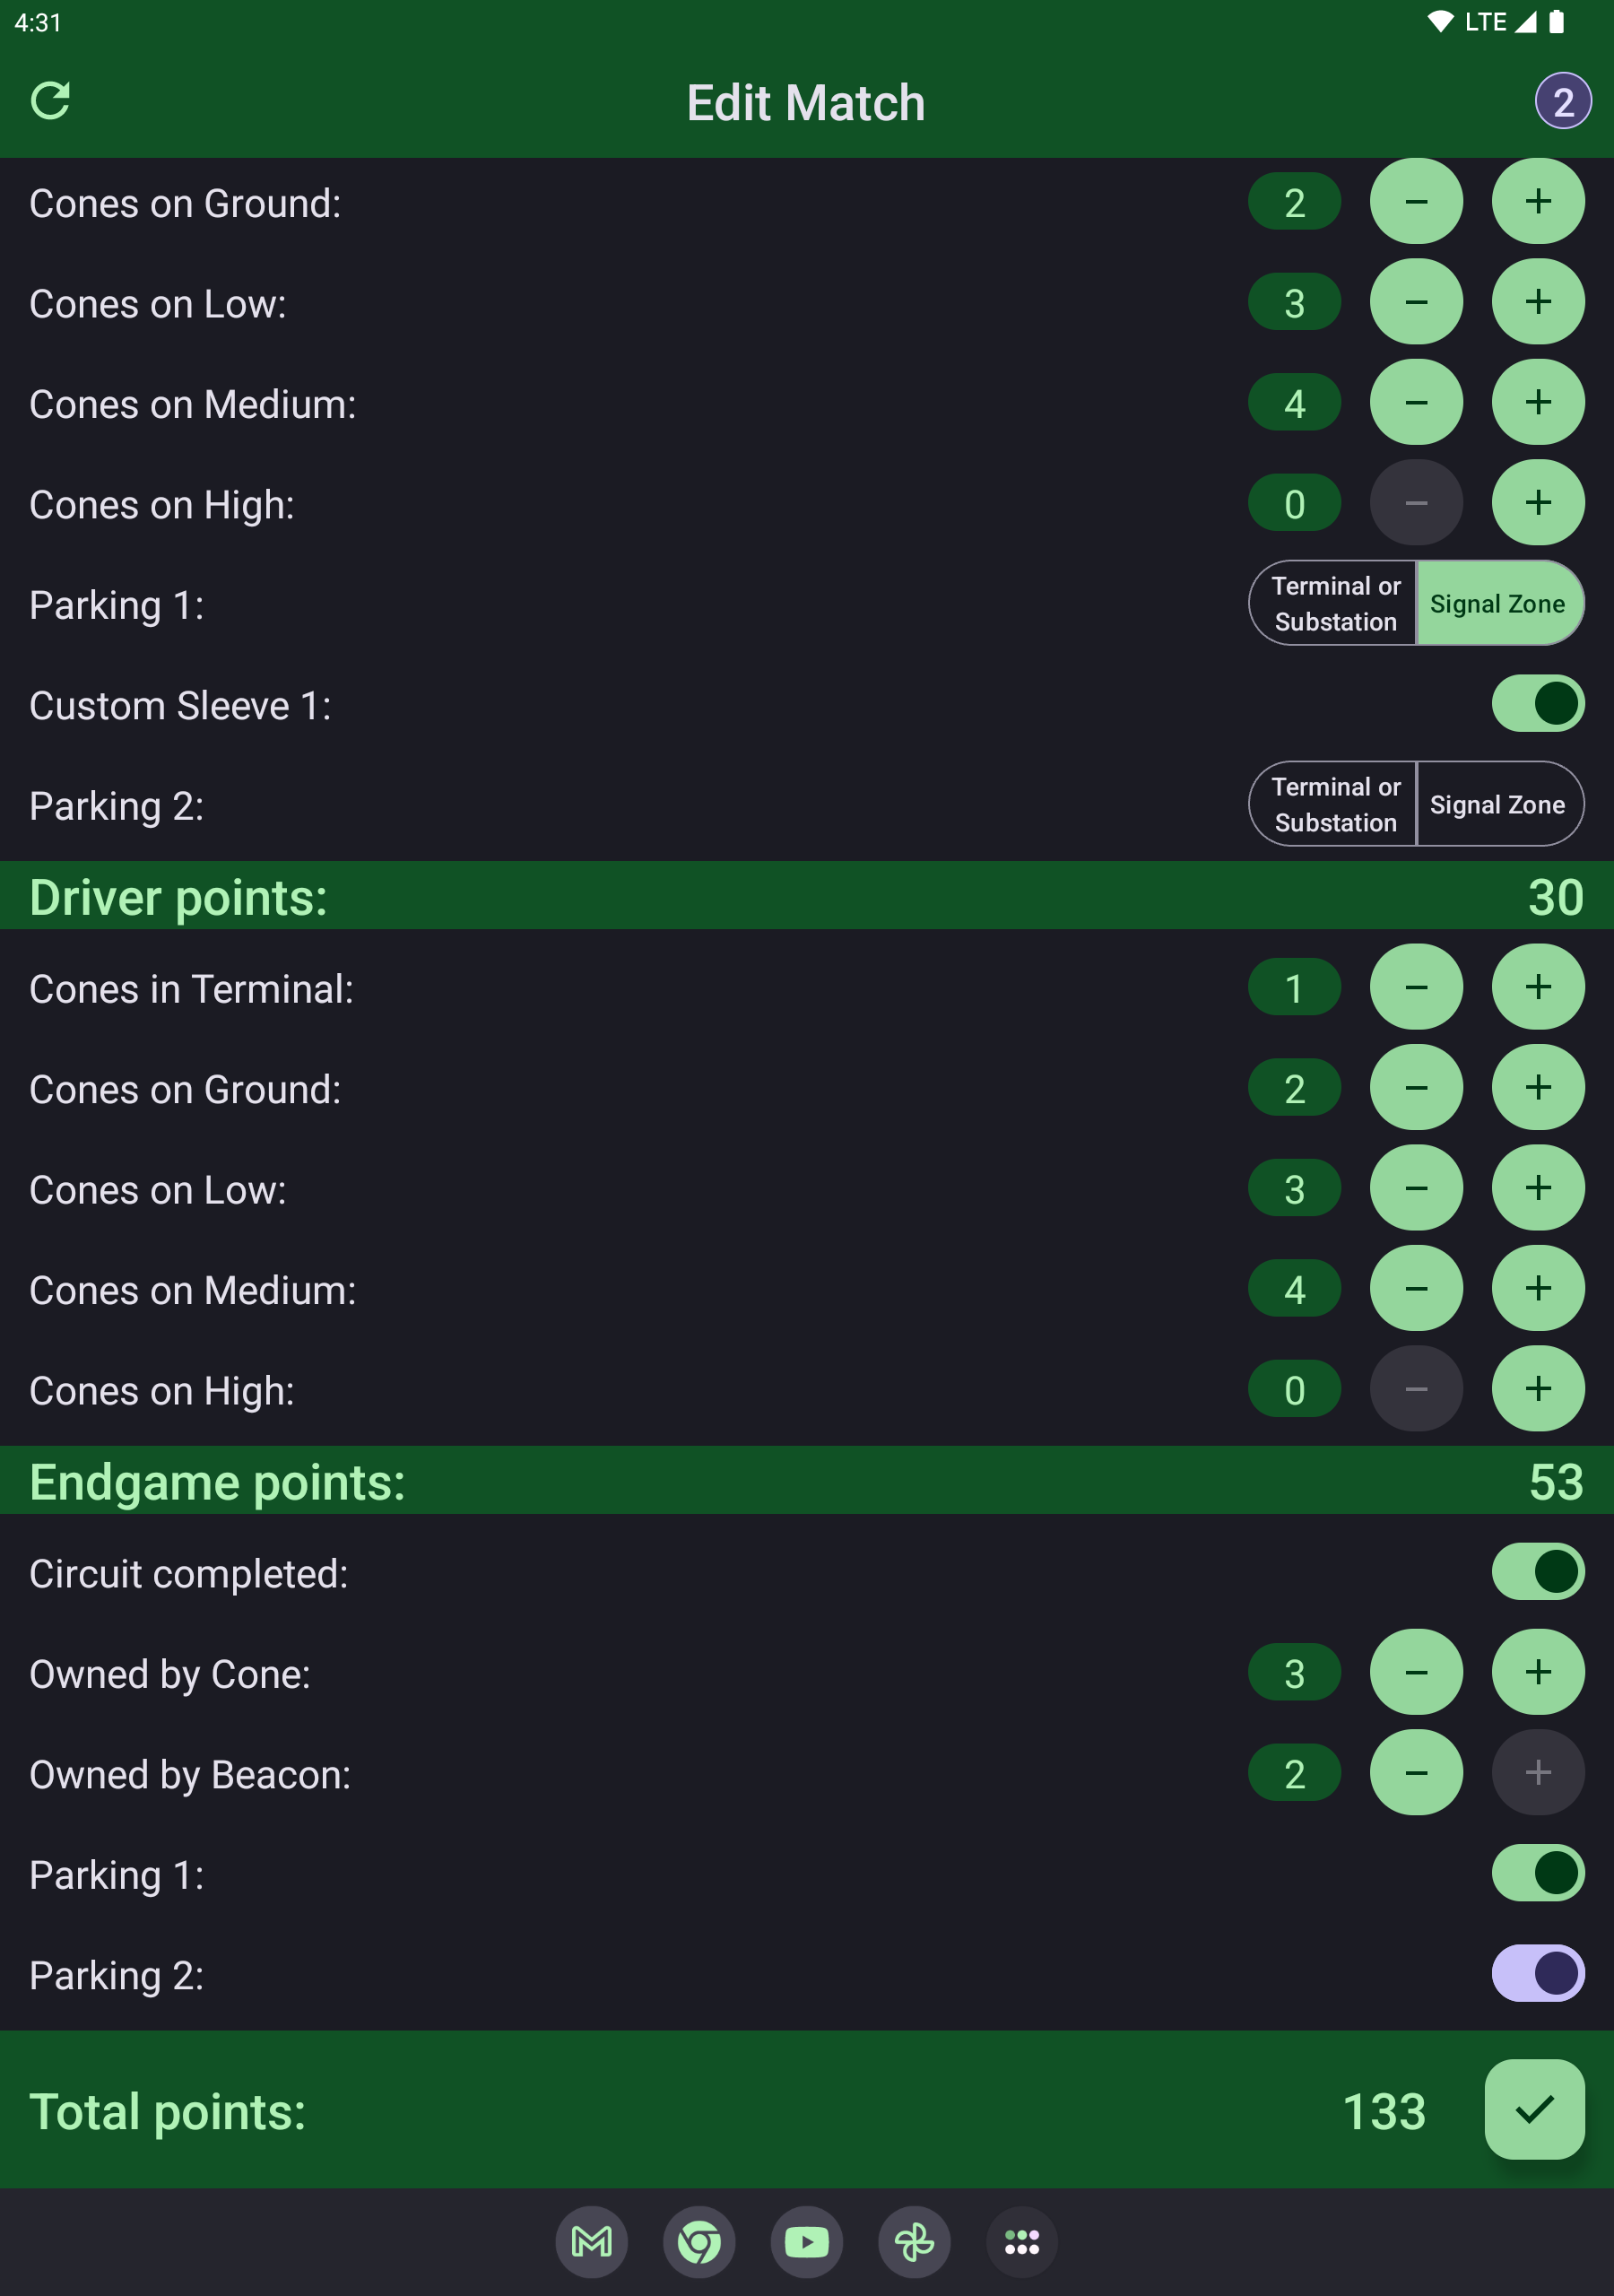 4:31
LTE
Edit Match
2
Cones on Ground:
2
−
+
Cones on Low:
3
−
+
Cones on Medium:
4
−
+
Cones on High:
0
−
+
Parking 1:
Terminal or
Substation
Signal Zone
Custom Sleeve 1:
Parking 2:
Terminal or
Substation
Signal Zone
Driver points:
30
Cones in Terminal:
1
−
+
Cones on Ground:
2
−
+
Cones on Low:
3
−
+
Cones on Medium:
4
−
+
Cones on High:
0
−
+
Endgame points:
53
Circuit completed:
Owned by Cone:
3
−
+
Owned by Beacon:
2
−
+
Parking 1:
Parking 2:
Total points:
133